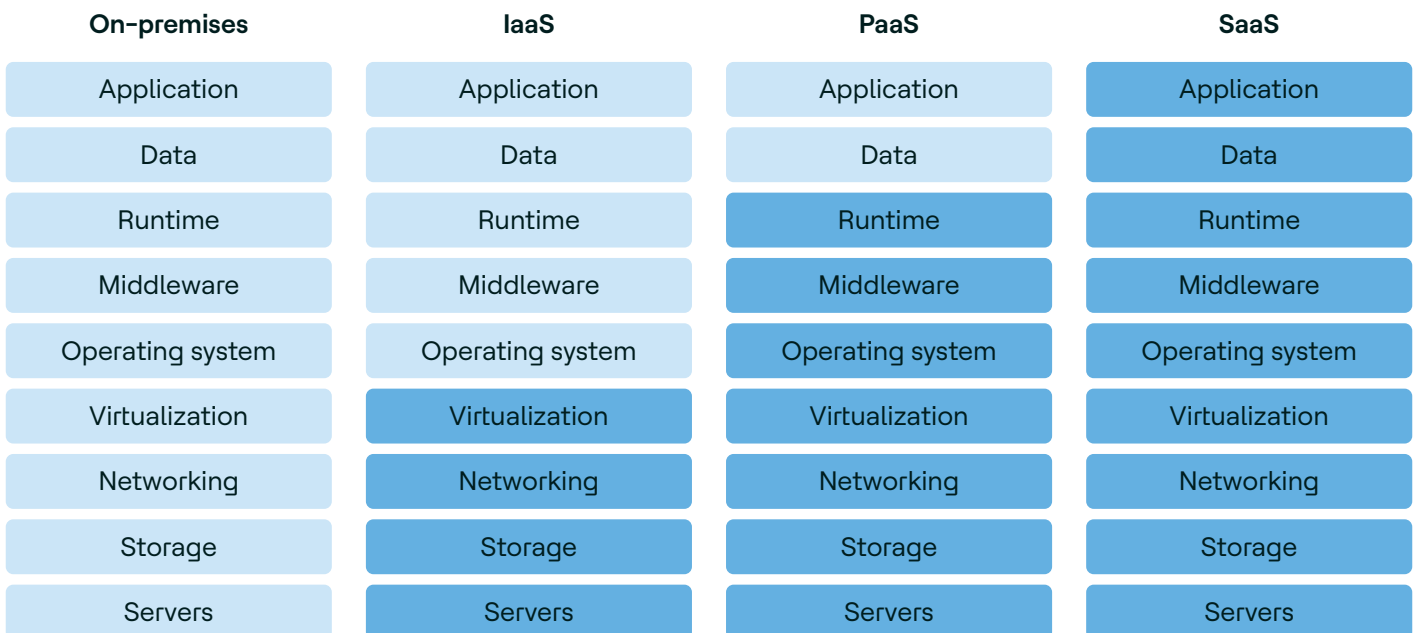 On-premises IaaS PaaS SaaS
Application Application Application Application
Data Data Data Data
Runtime Runtime Runtime Runtime
Middleware Middleware Middleware Middleware
Operating system Operating system Operating system Operating system
Virtualization Virtualization Virtualization Virtualization
Networking Networking Networking Networking
Storage Storage Storage Storage
Servers Servers Servers Servers